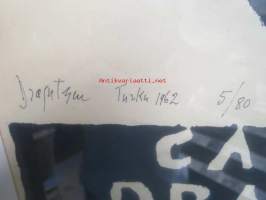 Antikvariaatti.net
Turku 1962 5/80
CA
DRA